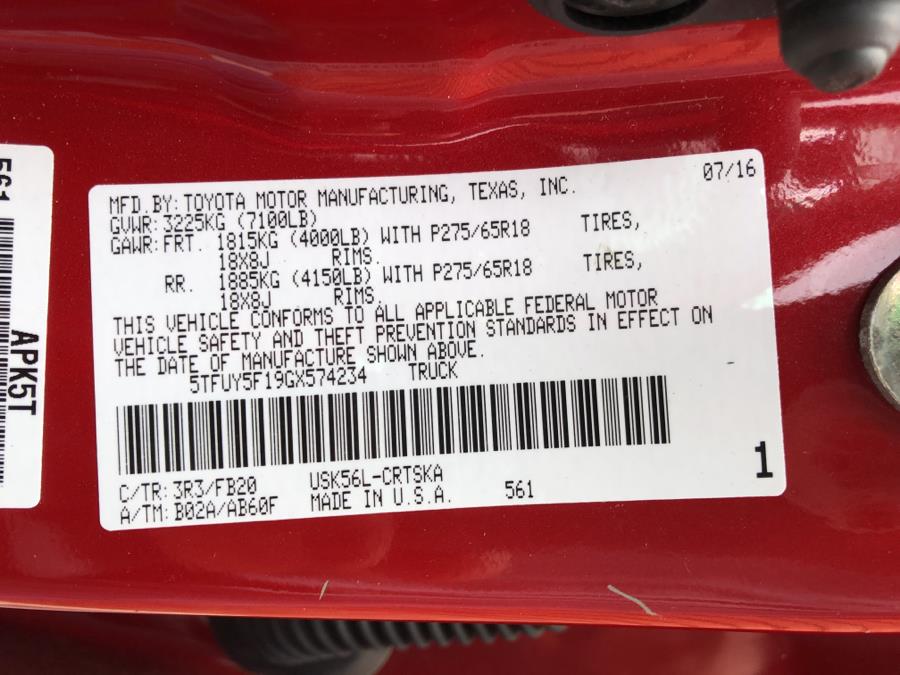 MFD.BY:TOYOTA MOTOR MANUFACTURING, TEXAS, INC. 07/16
GVWR:3225KG (7100LB)
GAWR:FRT. 1815KG (4000LB) WITH P275/65R18 TIRES,
18X8J RIMS,
RR. 1885KG (4150LB) WITH P275/65R18 TIRES,
18X8J RIMS.
THIS VEHICLE CONFORMS TO ALL APPLICABLE FEDERAL MOTOR
VEHICLE SAFETY AND THEFT PREVENTION STANDARDS IN EFFECT ON
THE DATE OF MANUFACTURE SHOWN ABOVE.
5TFUY5F19GX574234 TRUCK
C/TR: 3R3/FB20 USK56L-CRTSKA
A/TM: B02A/AB60F MADE IN U.S.A. 561
1
561
APK5T